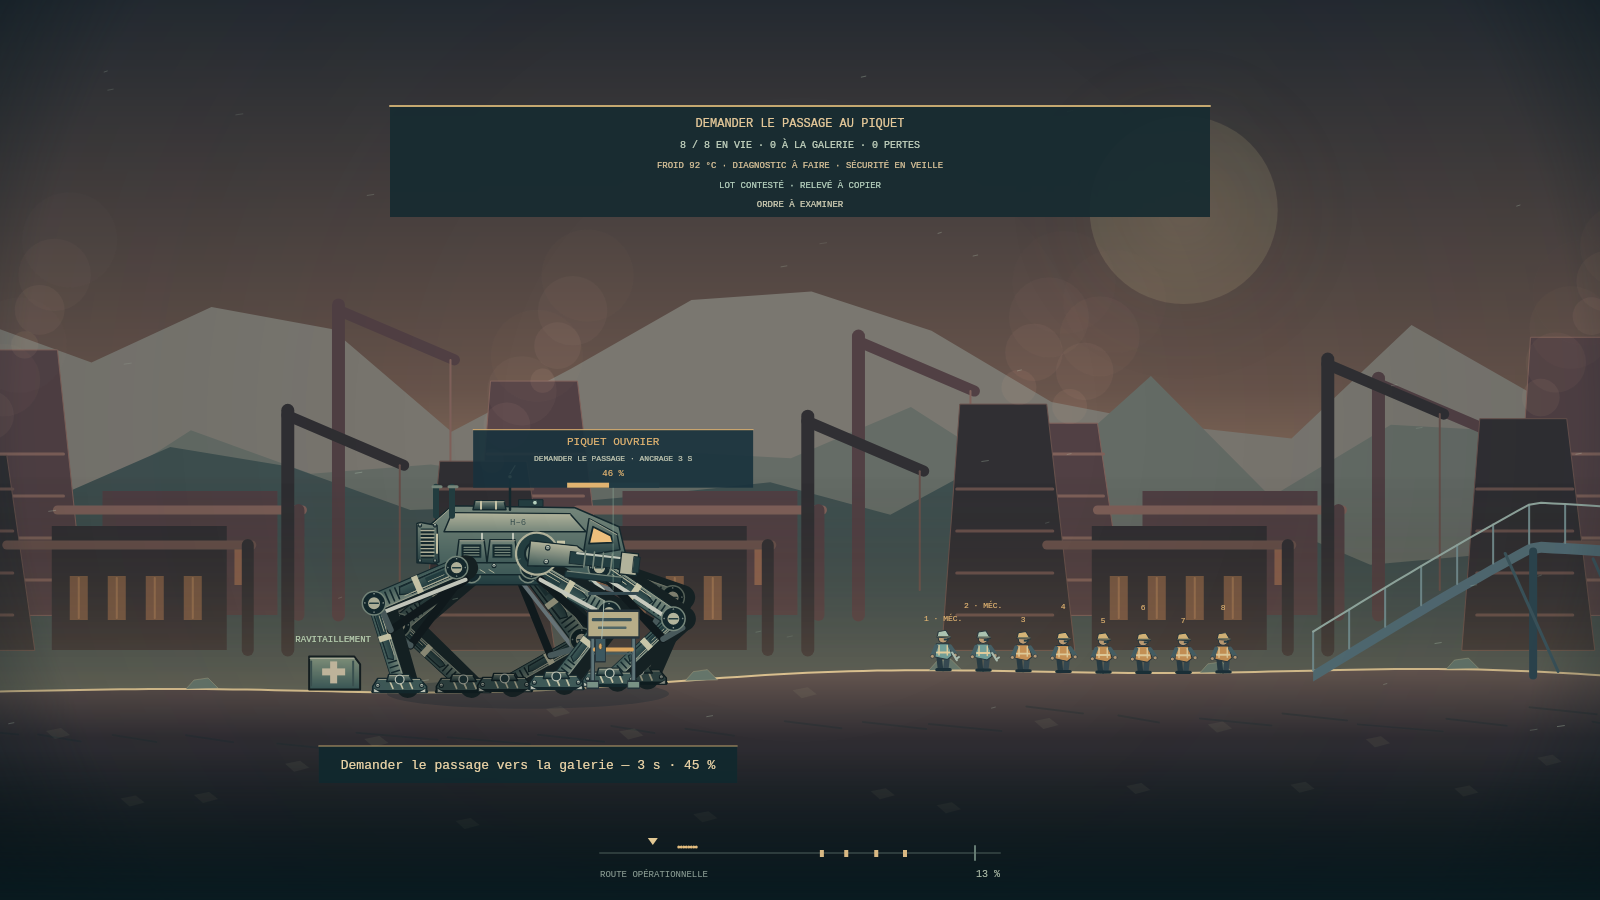 DEMANDER LE PASSAGE AU PIQUET
8 / 8 EN VIE · 0 À LA GALERIE · 0 PERTES
FROID 92 °C · DIAGNOSTIC À FAIRE · SÉCURITÉ EN VEILLE
LOT CONTESTÉ · RELEVÉ À COPIER
ORDRE À EXAMINER
PIQUET OUVRIER
DEMANDER LE PASSAGE · ANCRAGE 3 S
46 %
H-6
RAVITAILLEMENT
1 · MÉC.
2 · MÉC.
3
4
5
6
7
8
Demander le passage vers la galerie — 3 s · 45 %
ROUTE OPÉRATIONNELLE
13 %